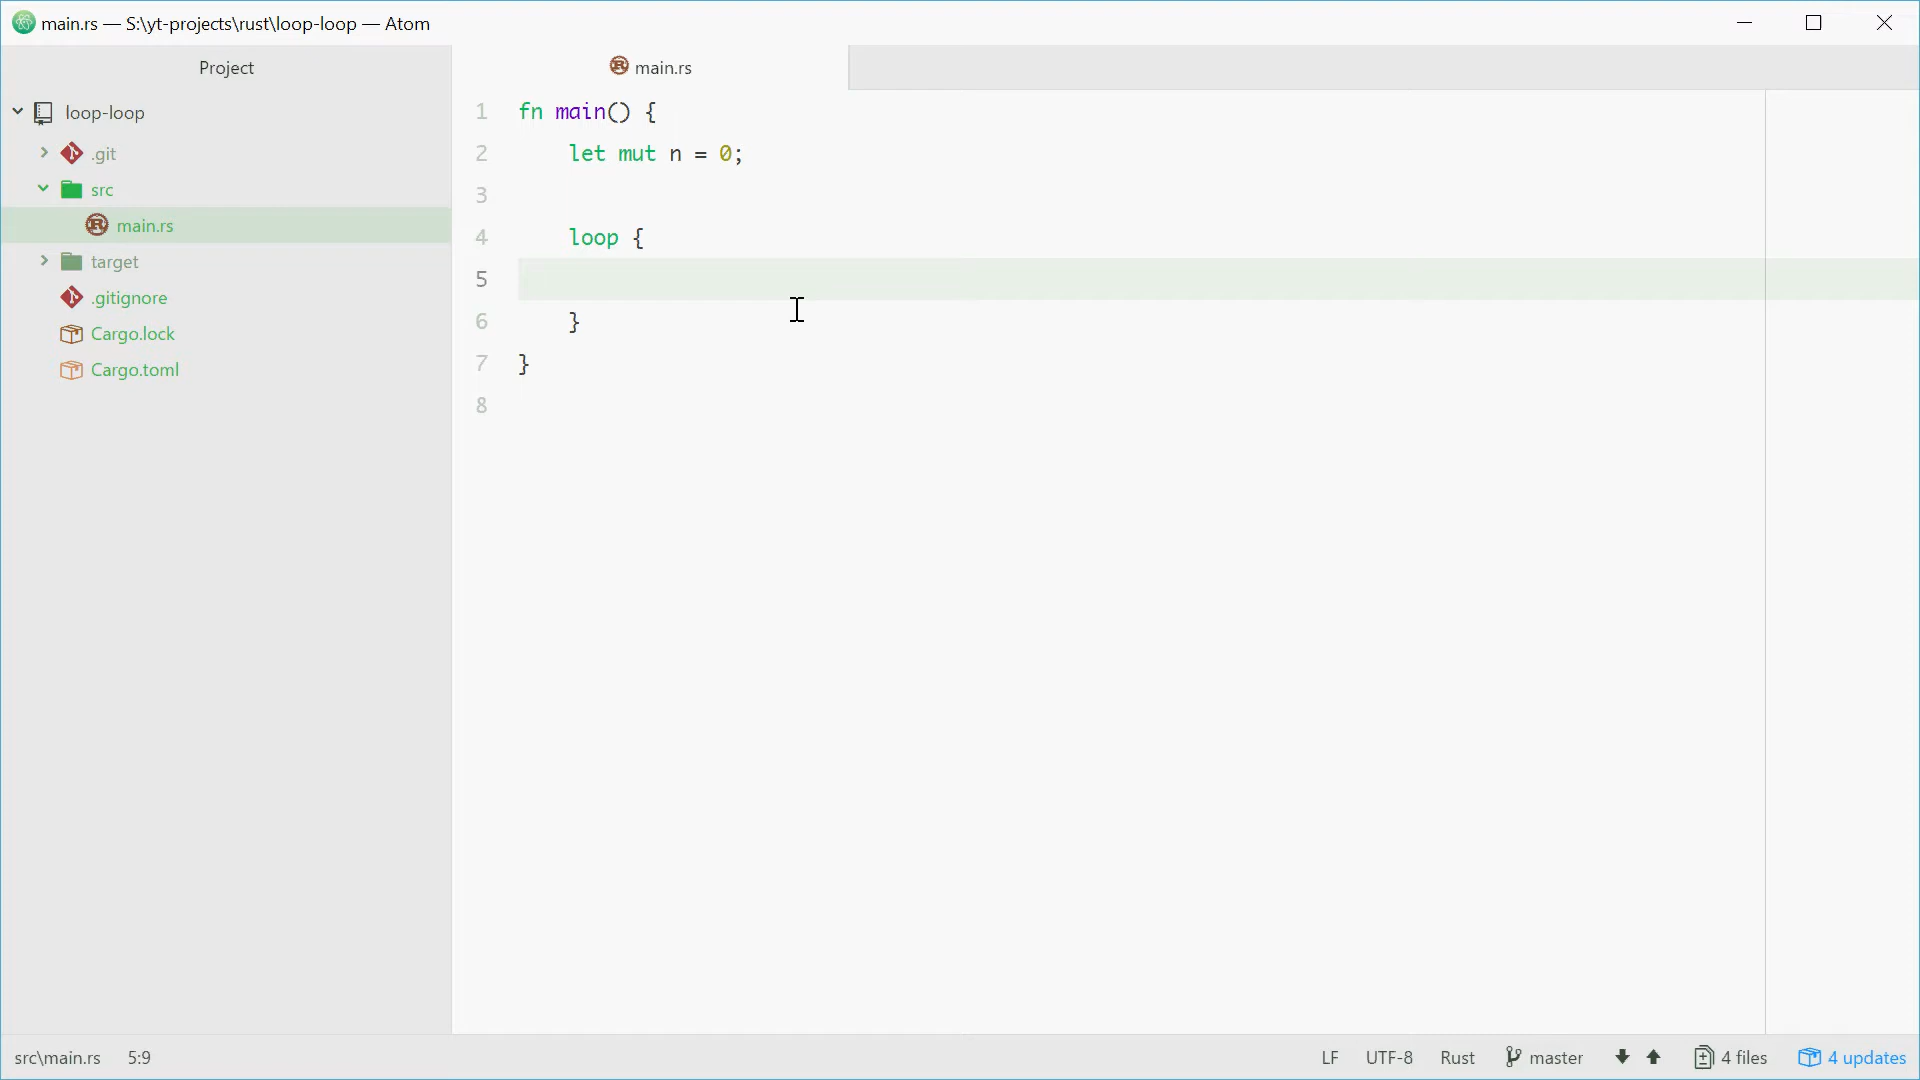 main.rs — S:\yt-projects\rust\loop-loop — Atom
Project
main.rs
loop-loop
.git
src
main.rs
target
.gitignore
Cargo.lock
Cargo.toml
1 fn main() {
2     let mut n = 0;
3
4     loop {
5
6     }
7 }
8
src\main.rs 5:9 LF UTF-8 Rust master 4 files 4 updates